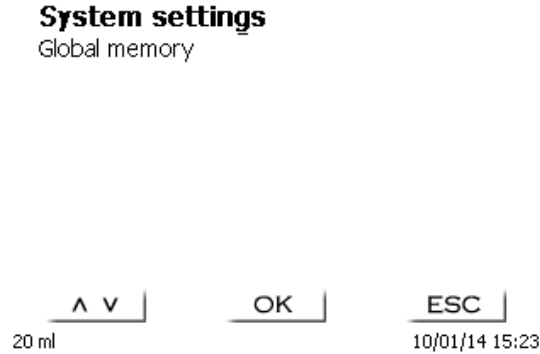 System settings
Global memory
∧ ∨ OK ESC
20 ml 10/01/14 15:23